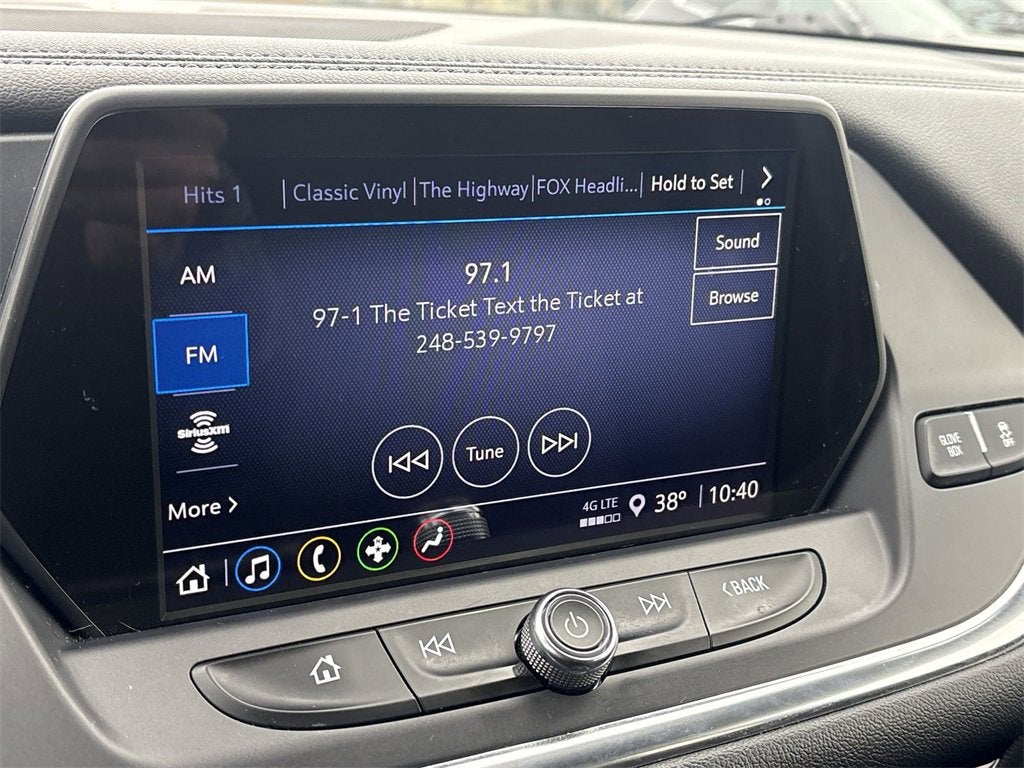 Hits 1 Classic Vinyl The Highway FOX Headli... Hold to Set
Sound
AM
97.1
Browse
97-1 The Ticket Text the Ticket at
248-539-9797
FM
SiriusXM
Tune
More
4G LTE
38° 10:40
BACK
GLOVE
BOX
OFF